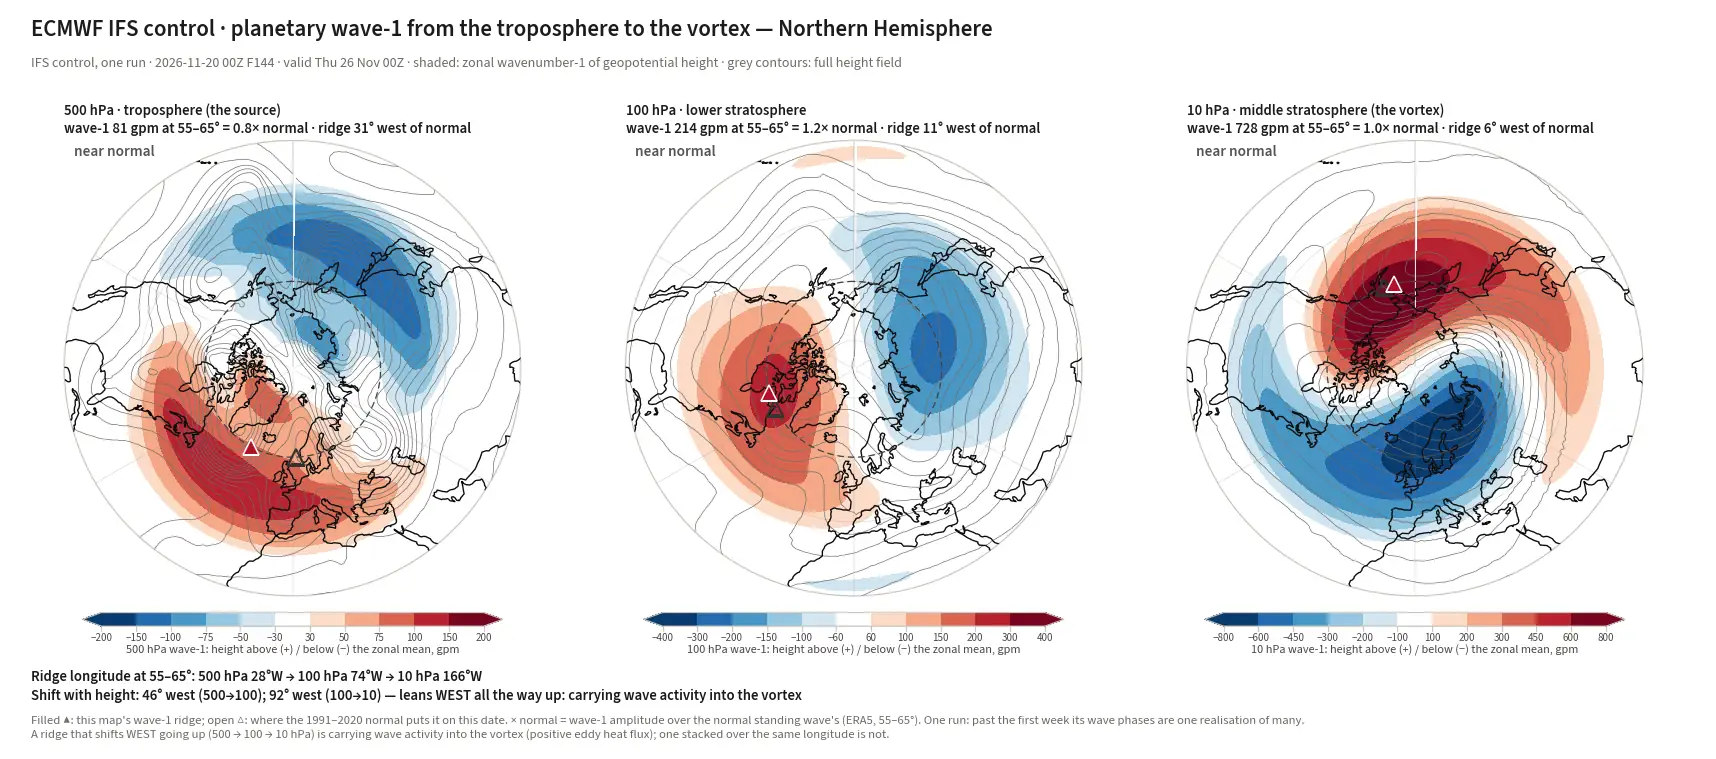 ECMWF IFS control · planetary wave-1 from the troposphere to the vortex — Northern Hemisphere
IFS control, one run · 2026-11-20 00Z F144 · valid Thu 26 Nov 00Z · shaded: zonal wavenumber-1 of geopotential height · grey contours: full height field
500 hPa · troposphere (the source)
wave-1 81 gpm at 55–65° = 0.8× normal · ridge 31° west of normal
near normal
100 hPa · lower stratosphere
wave-1 214 gpm at 55–65° = 1.2× normal · ridge 11° west of normal
near normal
10 hPa · middle stratosphere (the vortex)
wave-1 728 gpm at 55–65° = 1.0× normal · ridge 6° west of normal
near normal
−200 −150 −100 −75 −50 −30 30 50 75 100 150 200
500 hPa wave-1: height above (+) / below (−) the zonal mean, gpm
−400 −300 −200 −150 −100 −60 60 100 150 200 300 400
100 hPa wave-1: height above (+) / below (−) the zonal mean, gpm
−800 −600 −450 −300 −200 −100 100 200 300 450 600 800
10 hPa wave-1: height above (+) / below (−) the zonal mean, gpm
Ridge longitude at 55–65°: 500 hPa 28°W → 100 hPa 74°W → 10 hPa 166°W
Shift with height: 46° west (500→100); 92° west (100→10) — leans WEST all the way up: carrying wave activity into the vortex
Filled ▲: this map's wave-1 ridge; open △: where the 1991–2020 normal puts it on this date. × normal = wave-1 amplitude over the normal standing wave's (ERA5, 55–65°). One run: past the first week its wave phases are one realisation of many.
A ridge that shifts WEST going up (500 → 100 → 10 hPa) is carrying wave activity into the vortex (positive eddy heat flux); one stacked over the same longitude is not.